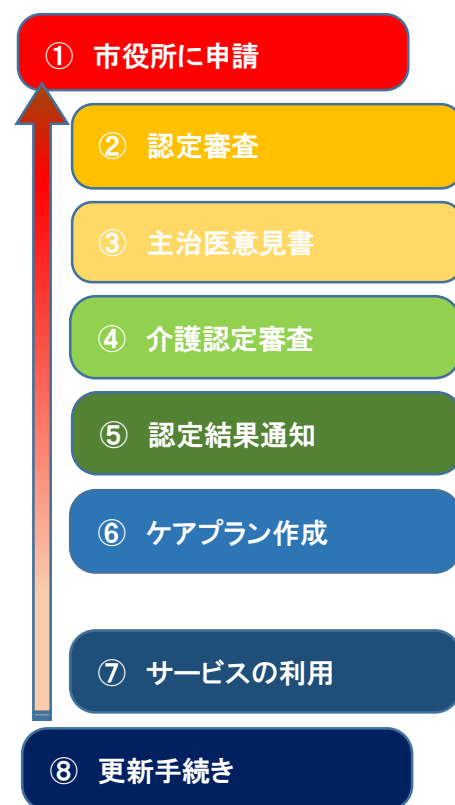 ① 市役所に申請
② 認定審査
③ 主治医意見書
④ 介護認定審査
⑤ 認定結果通知
⑥ ケアプラン作成
⑦ サービスの利用
⑧ 更新手続き